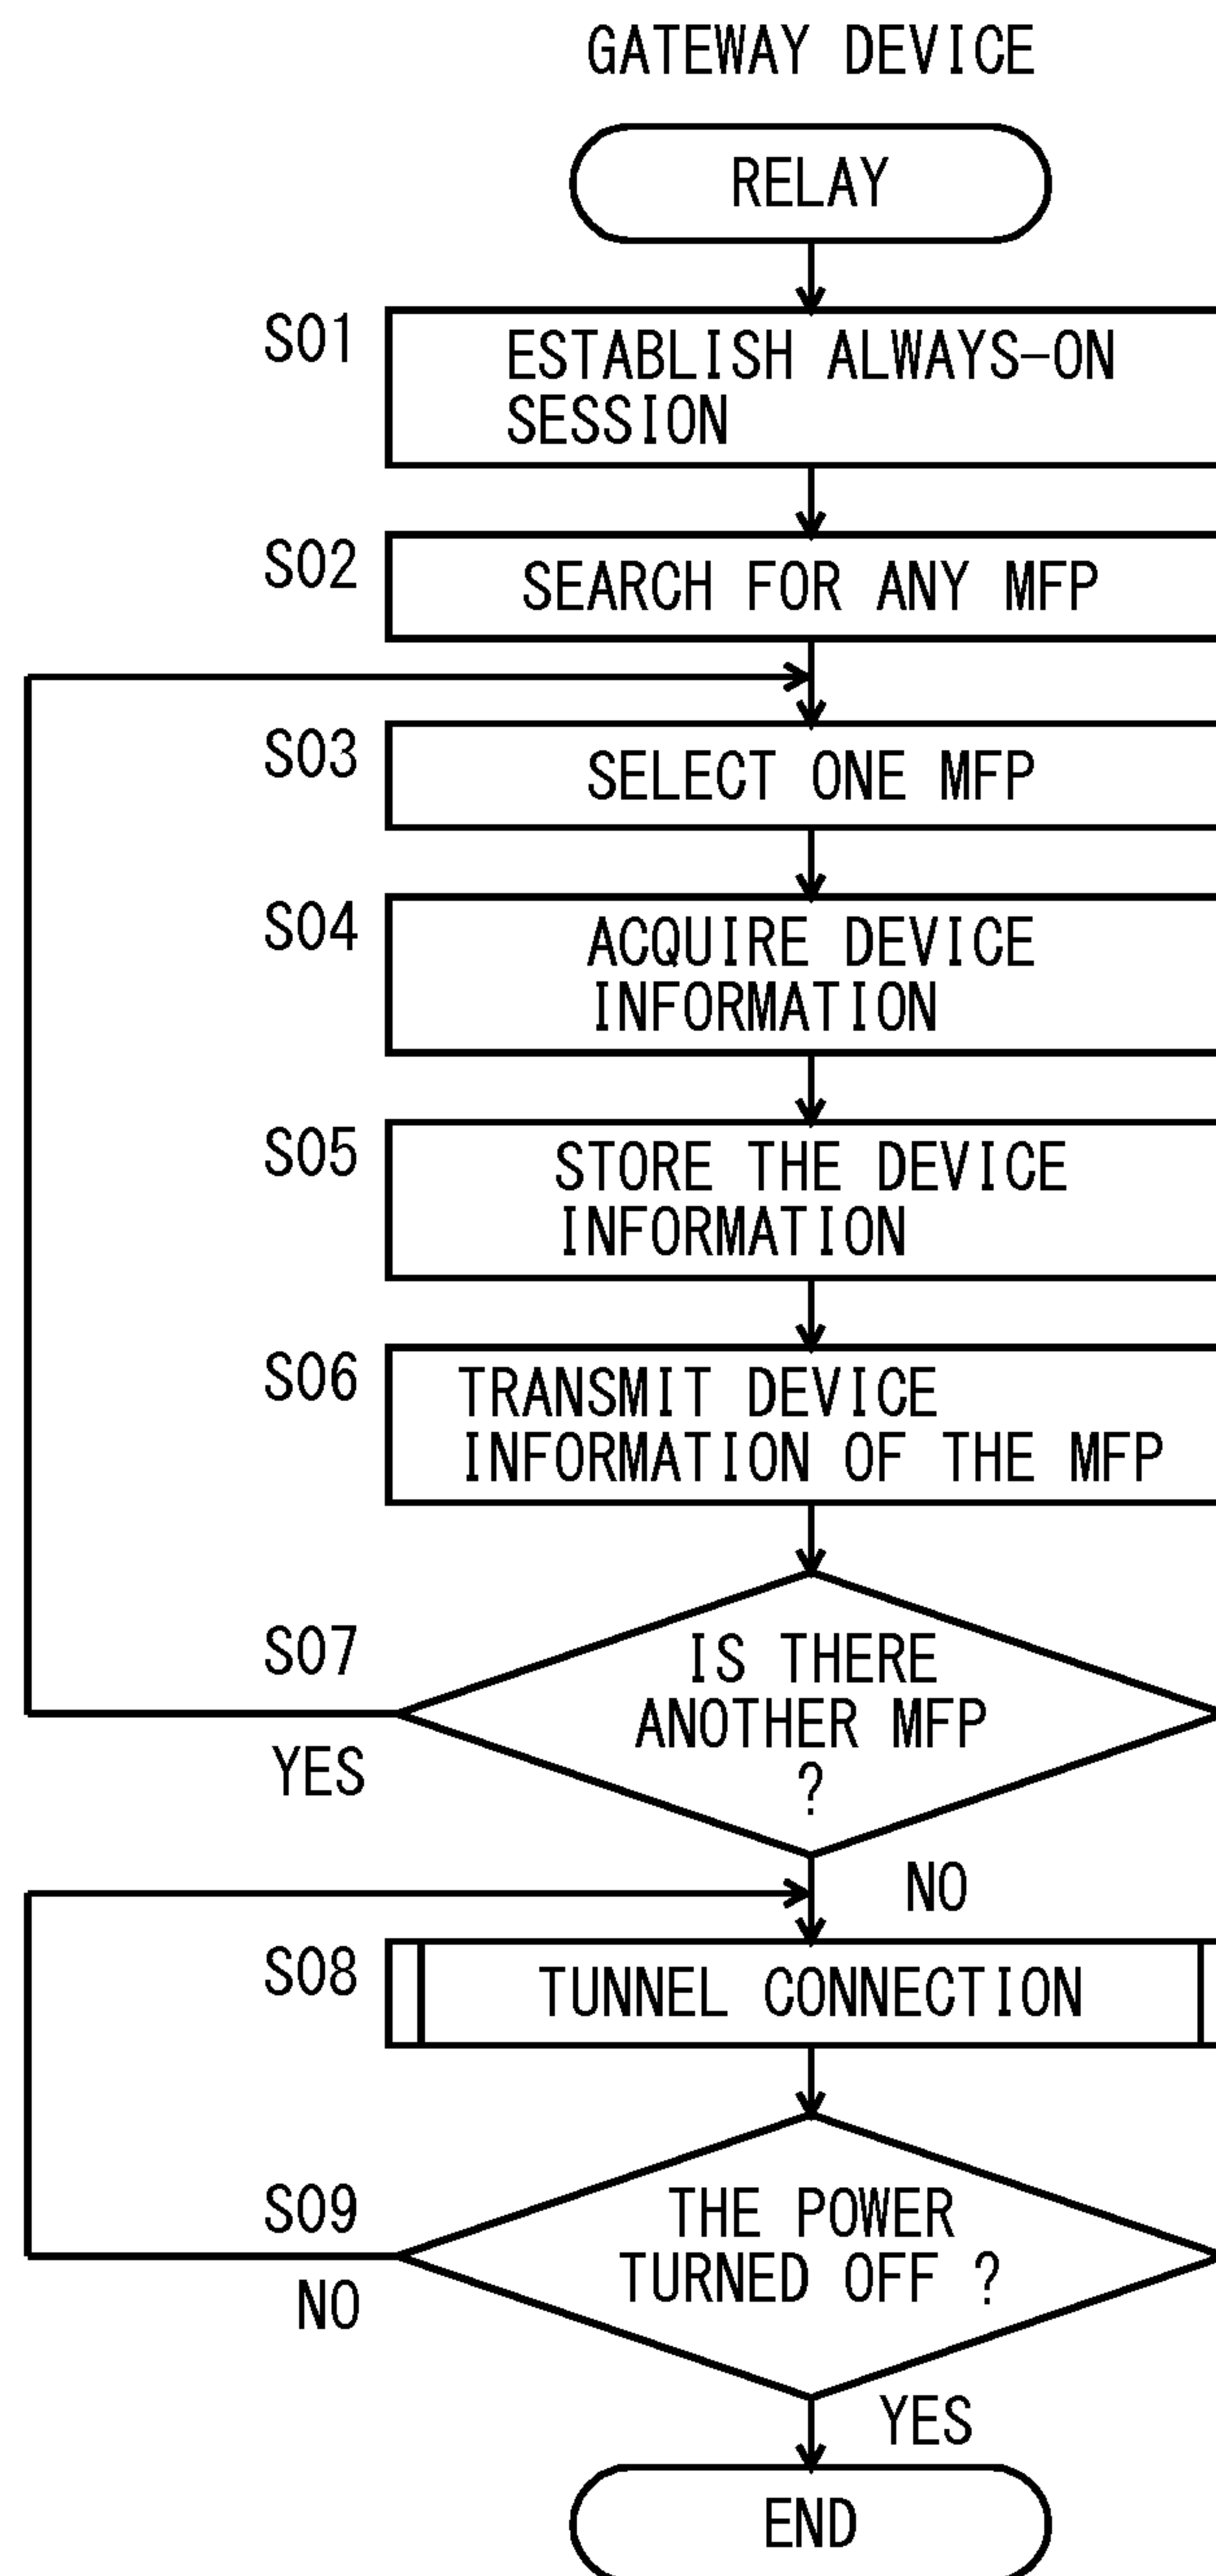 GATEWAY DEVICE
RELAY
S01
ESTABLISH ALWAYS-ON
SESSION
S02
SEARCH FOR ANY MFP
S03
SELECT ONE MFP
S04
ACQUIRE DEVICE
INFORMATION
S05
STORE THE DEVICE
INFORMATION
S06
TRANSMIT DEVICE
INFORMATION OF THE MFP
S07
IS THERE
ANOTHER MFP
?
YES
NO
S08
TUNNEL CONNECTION
S09
THE POWER
TURNED OFF ?
NO
YES
END